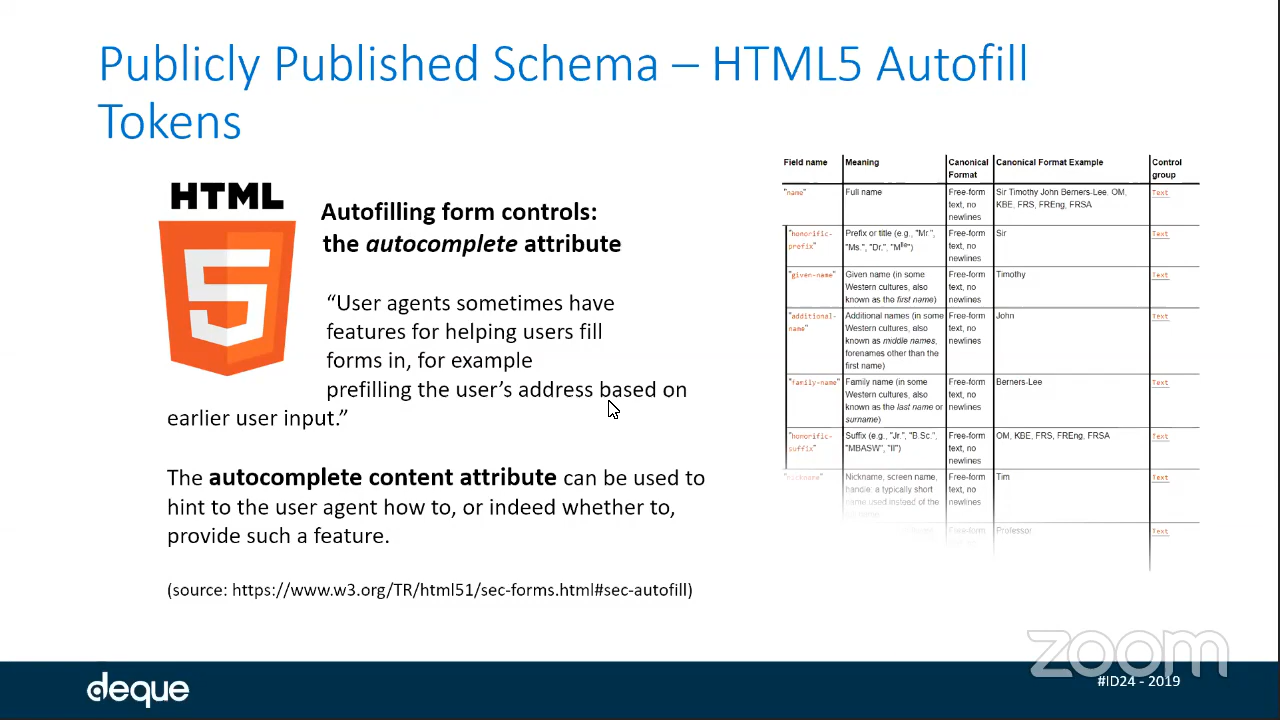 Publicly Published Schema – HTML5 Autofill
Tokens
HTML
5
Autofilling form controls:
the autocomplete attribute
“User agents sometimes have
features for helping users fill
forms in, for example
prefilling the user’s address based on
earlier user input.”
The autocomplete content attribute can be used to
hint to the user agent how to, or indeed whether to,
provide such a feature.
(source: https://www.w3.org/TR/html51/sec-forms.html#sec-autofill)
Field name Meaning Canonical Format Canonical Format Example Control group
"name" Full name Free-form text, no newlines Sir Timothy John Berners-Lee, OM, KBE, FRS, FREng, FRSA Text
"honorific-prefix" Prefix or title (e.g., "Mr.", "Ms.", "Dr.", "Mlle") Free-form text, no newlines Sir Text
"given-name" Given name (in some Western cultures, also known as the first name) Free-form text, no newlines Timothy Text
"additional-name" Additional names (in some Western cultures, also known as middle names, forenames other than the first name) Free-form text, no newlines John Text
"family-name" Family name (in some Western cultures, also known as the last name or surname) Free-form text, no newlines Berners-Lee Text
"honorific-suffix" Suffix (e.g., "Jr.", "B.Sc.", "MBASW", "II") Free-form text, no newlines OM, KBE, FRS, FREng, FRSA Text
"nickname" Nickname, screen name, handle: a typically short name used instead of the Free-form text, no newlines Tim Text
Free-form Professor Text
zoom
deque
#ID24 - 2019